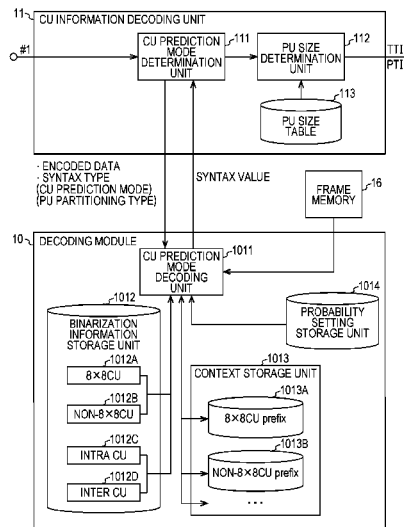 11
CU INFORMATION DECODING UNIT
#1
CU PREDICTION
MODE
DETERMINATION
UNIT
111
PU SIZE
DETERMINATION
UNIT
112
TTI
PTI
113
PU SIZE
TABLE
· ENCODED DATA
· SYNTAX TYPE
(CU PREDICTION MODE)
(PU PARTITIONING TYPE)
SYNTAX VALUE
FRAME
MEMORY
16
10
DECODING MODULE
CU PREDICTION
MODE
DECODING
UNIT
1011
1012
BINARIZATION
INFORMATION
STORAGE UNIT
1012A
8×8CU
1012B
NON-8×8CU
1012C
INTRA CU
1012D
INTER CU
1014
PROBABILITY
SETTING
STORAGE UNIT
1013
CONTEXT STORAGE UNIT
1013A
8×8CU prefix
1013B
NON-8×8CU prefix
· · ·